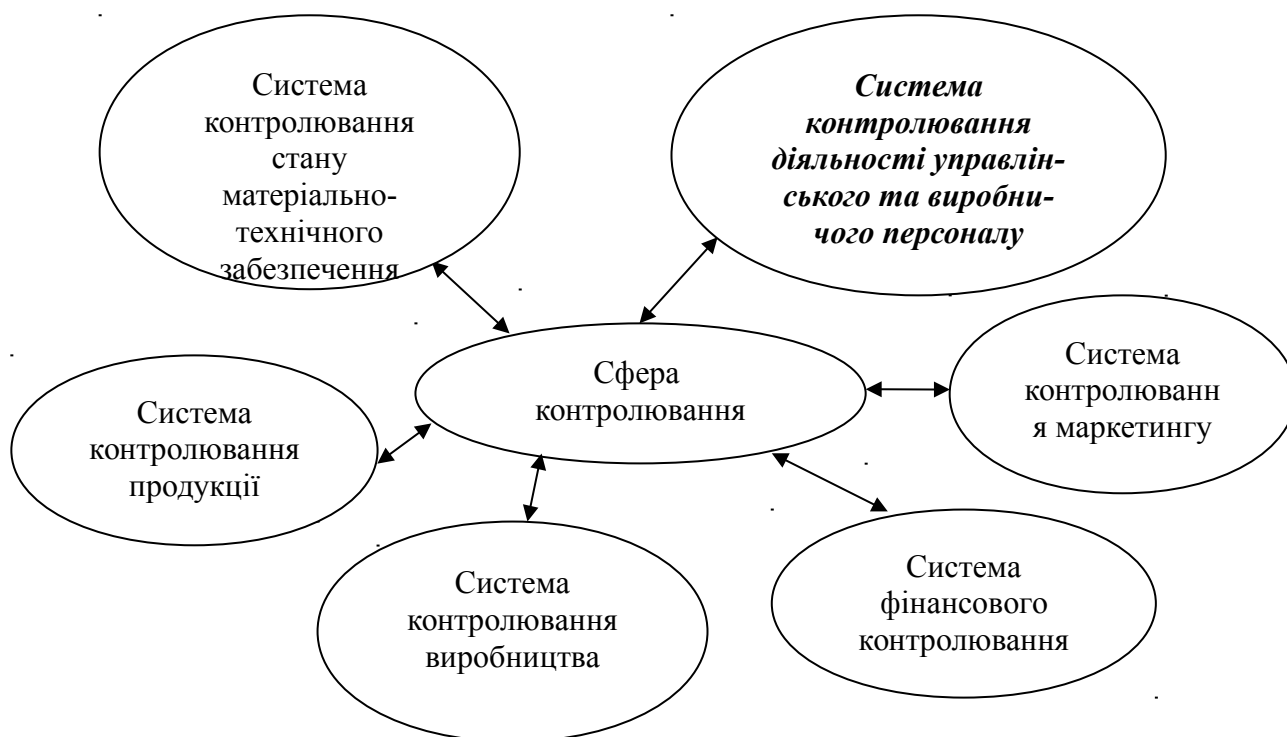 Система
контролювання
стану
матеріально-
технічного
забезпечення
Система
контролювання
діяльності управлін-
ського та виробни-
чого персоналу
Сфера
контролювання
Система
контролюванн
я маркетингу
Система
контролювання
продукції
Система
контролювання
виробництва
Система
фінансового
контролювання